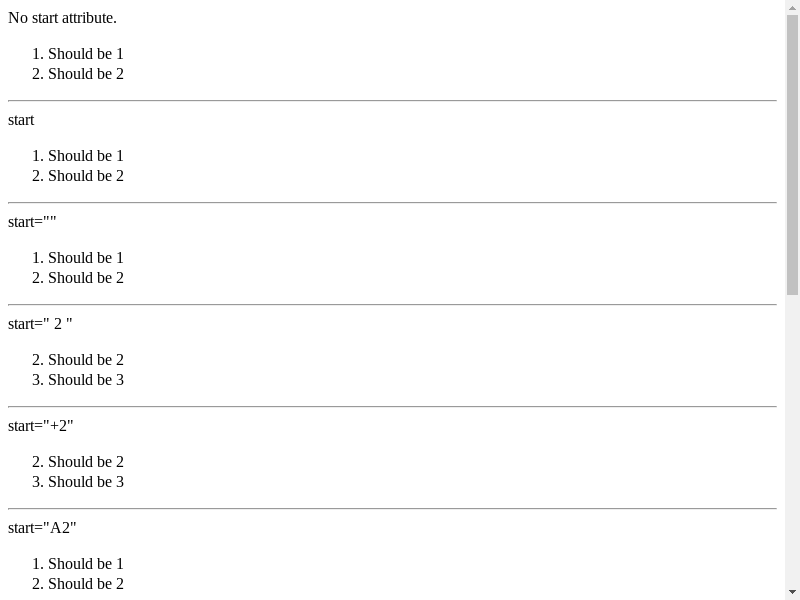 No start attribute.
1. Should be 1
2. Should be 2
start
1. Should be 1
2. Should be 2
start=""
1. Should be 1
2. Should be 2
start=" 2 "
2. Should be 2
3. Should be 3
start="+2"
2. Should be 2
3. Should be 3
start="A2"
1. Should be 1
2. Should be 2